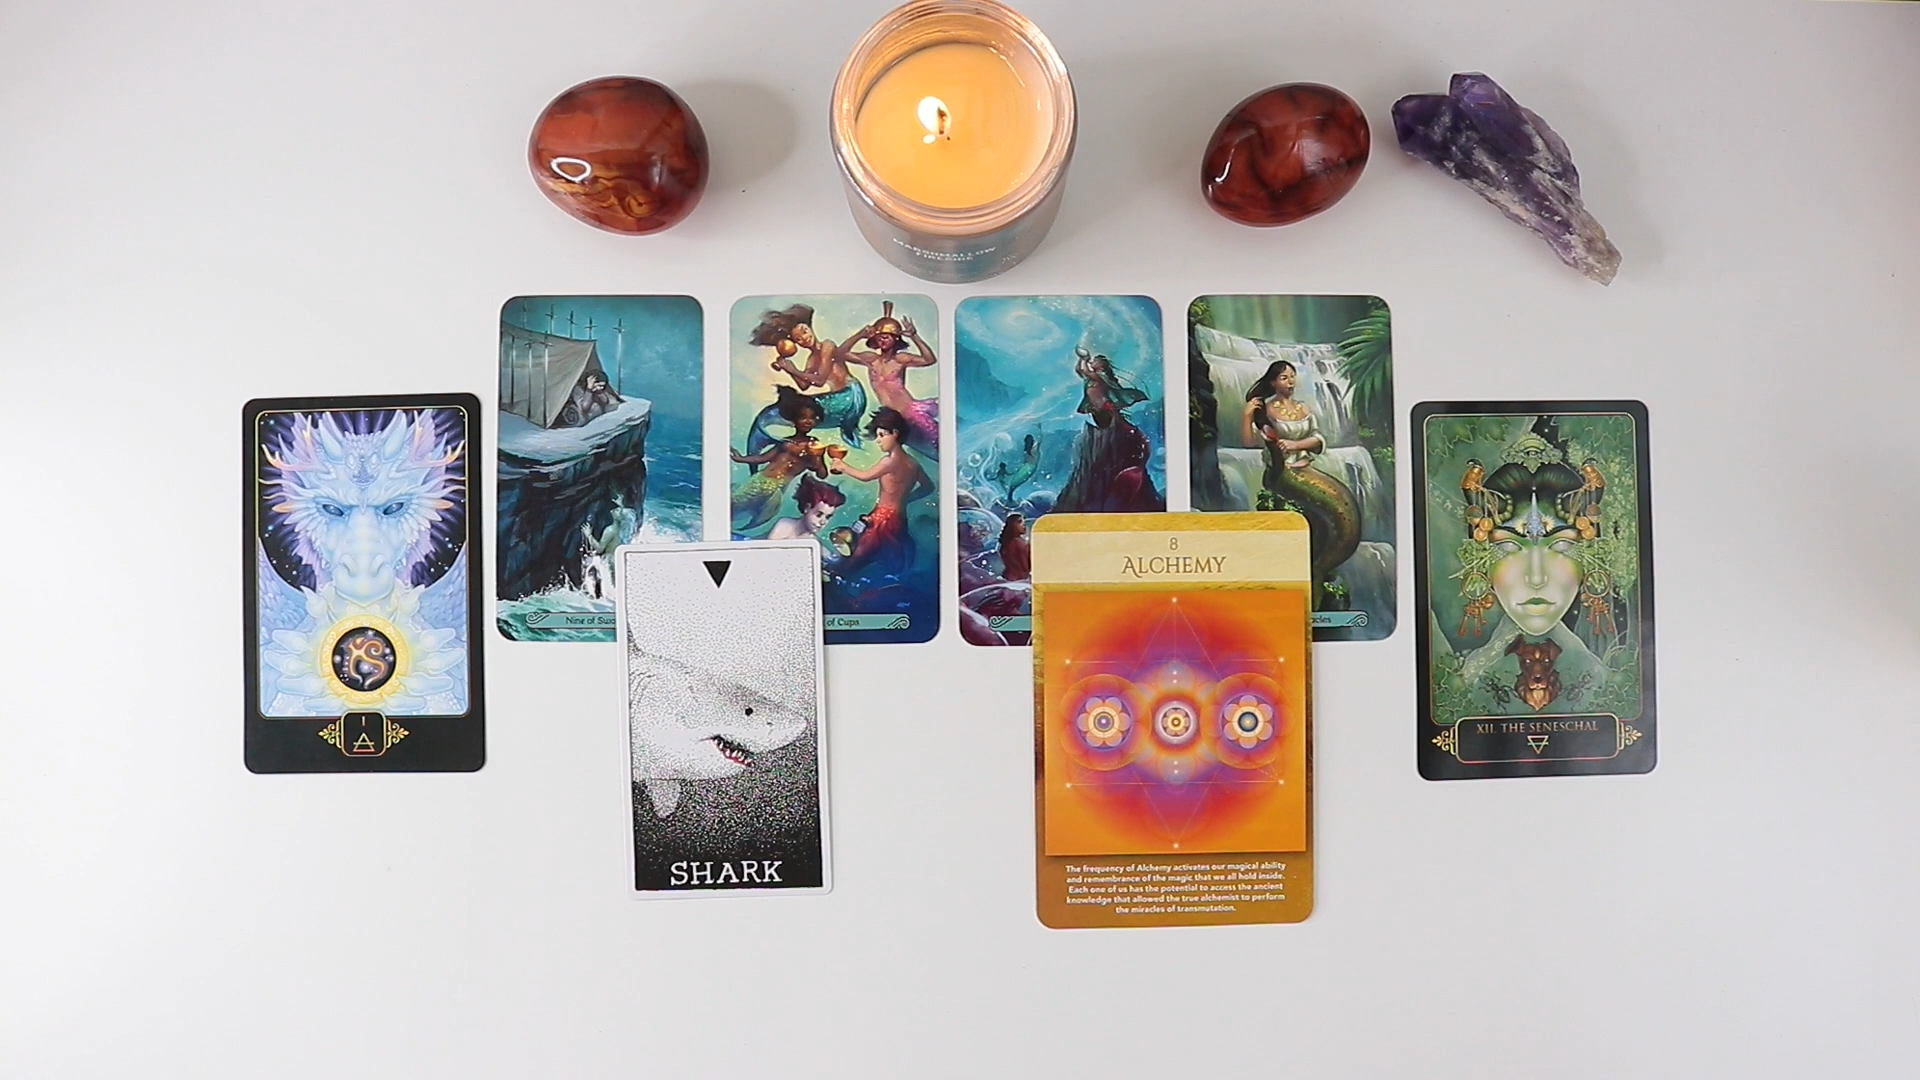 MARSHMALLOW
FIRESIDE
Nine of
of Cups
8
ALCHEMY
I
XII. THE SENESCHAL
SHARK
The frequency of Alchemy activates our magical ability
and remembrance of the magic that we all hold inside.
Each one of us has the potential to access the ancient
knowledge that allowed the true alchemist to perform
the miracles of transmutation.